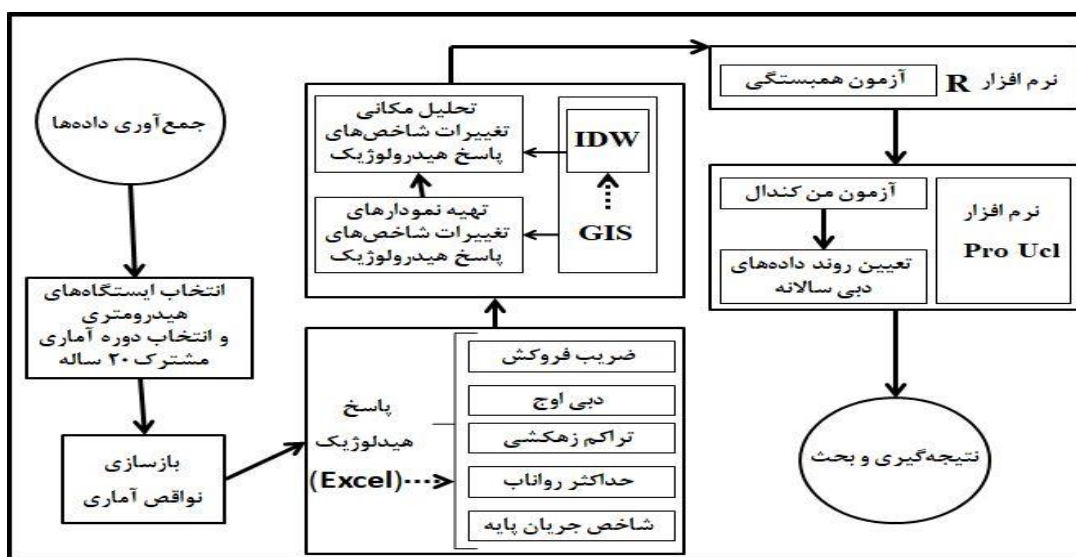 جمع‌آوری داده‌ها
انتخاب ایستگاه‌های
هیدرومتری
و انتخاب دوره آماری
مشترک ۲۰ ساله
بازسازی
نواقص آماری
پاسخ
هیدلوژیک
(Excel)
ضریب فروکش
دبی اوج
تراکم زهکشی
حداکثر رواناب
شاخص جریان پایه
تحلیل مکانی
تغییرات شاخص‌های
پاسخ هیدرولوژیک
تهیه نمودارهای
تغییرات شاخص‌های
پاسخ هیدرولوژیک
IDW
GIS
نرم افزار R
آزمون همبستگی
نرم افزار
Pro Ucl
آزمون من کندال
تعیین روند داده‌های
دبی سالانه
نتیجه‌گیری و بحث